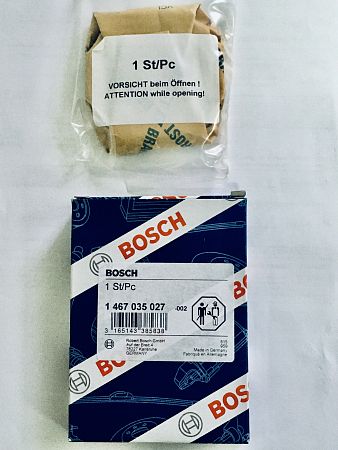 1 St/Pc
VORSICHT beim Öffnen !
ATTENTION while opening!
BOSCH
BOSCH
1 St/Pc
1 467 035 027 -002
3 165143 385838
Robert Bosch GmbH
Auf der Breit 4
76227 Karlsruhe
GERMANY
Made in Germany
Fabriqué en Allemagne
BOSCH